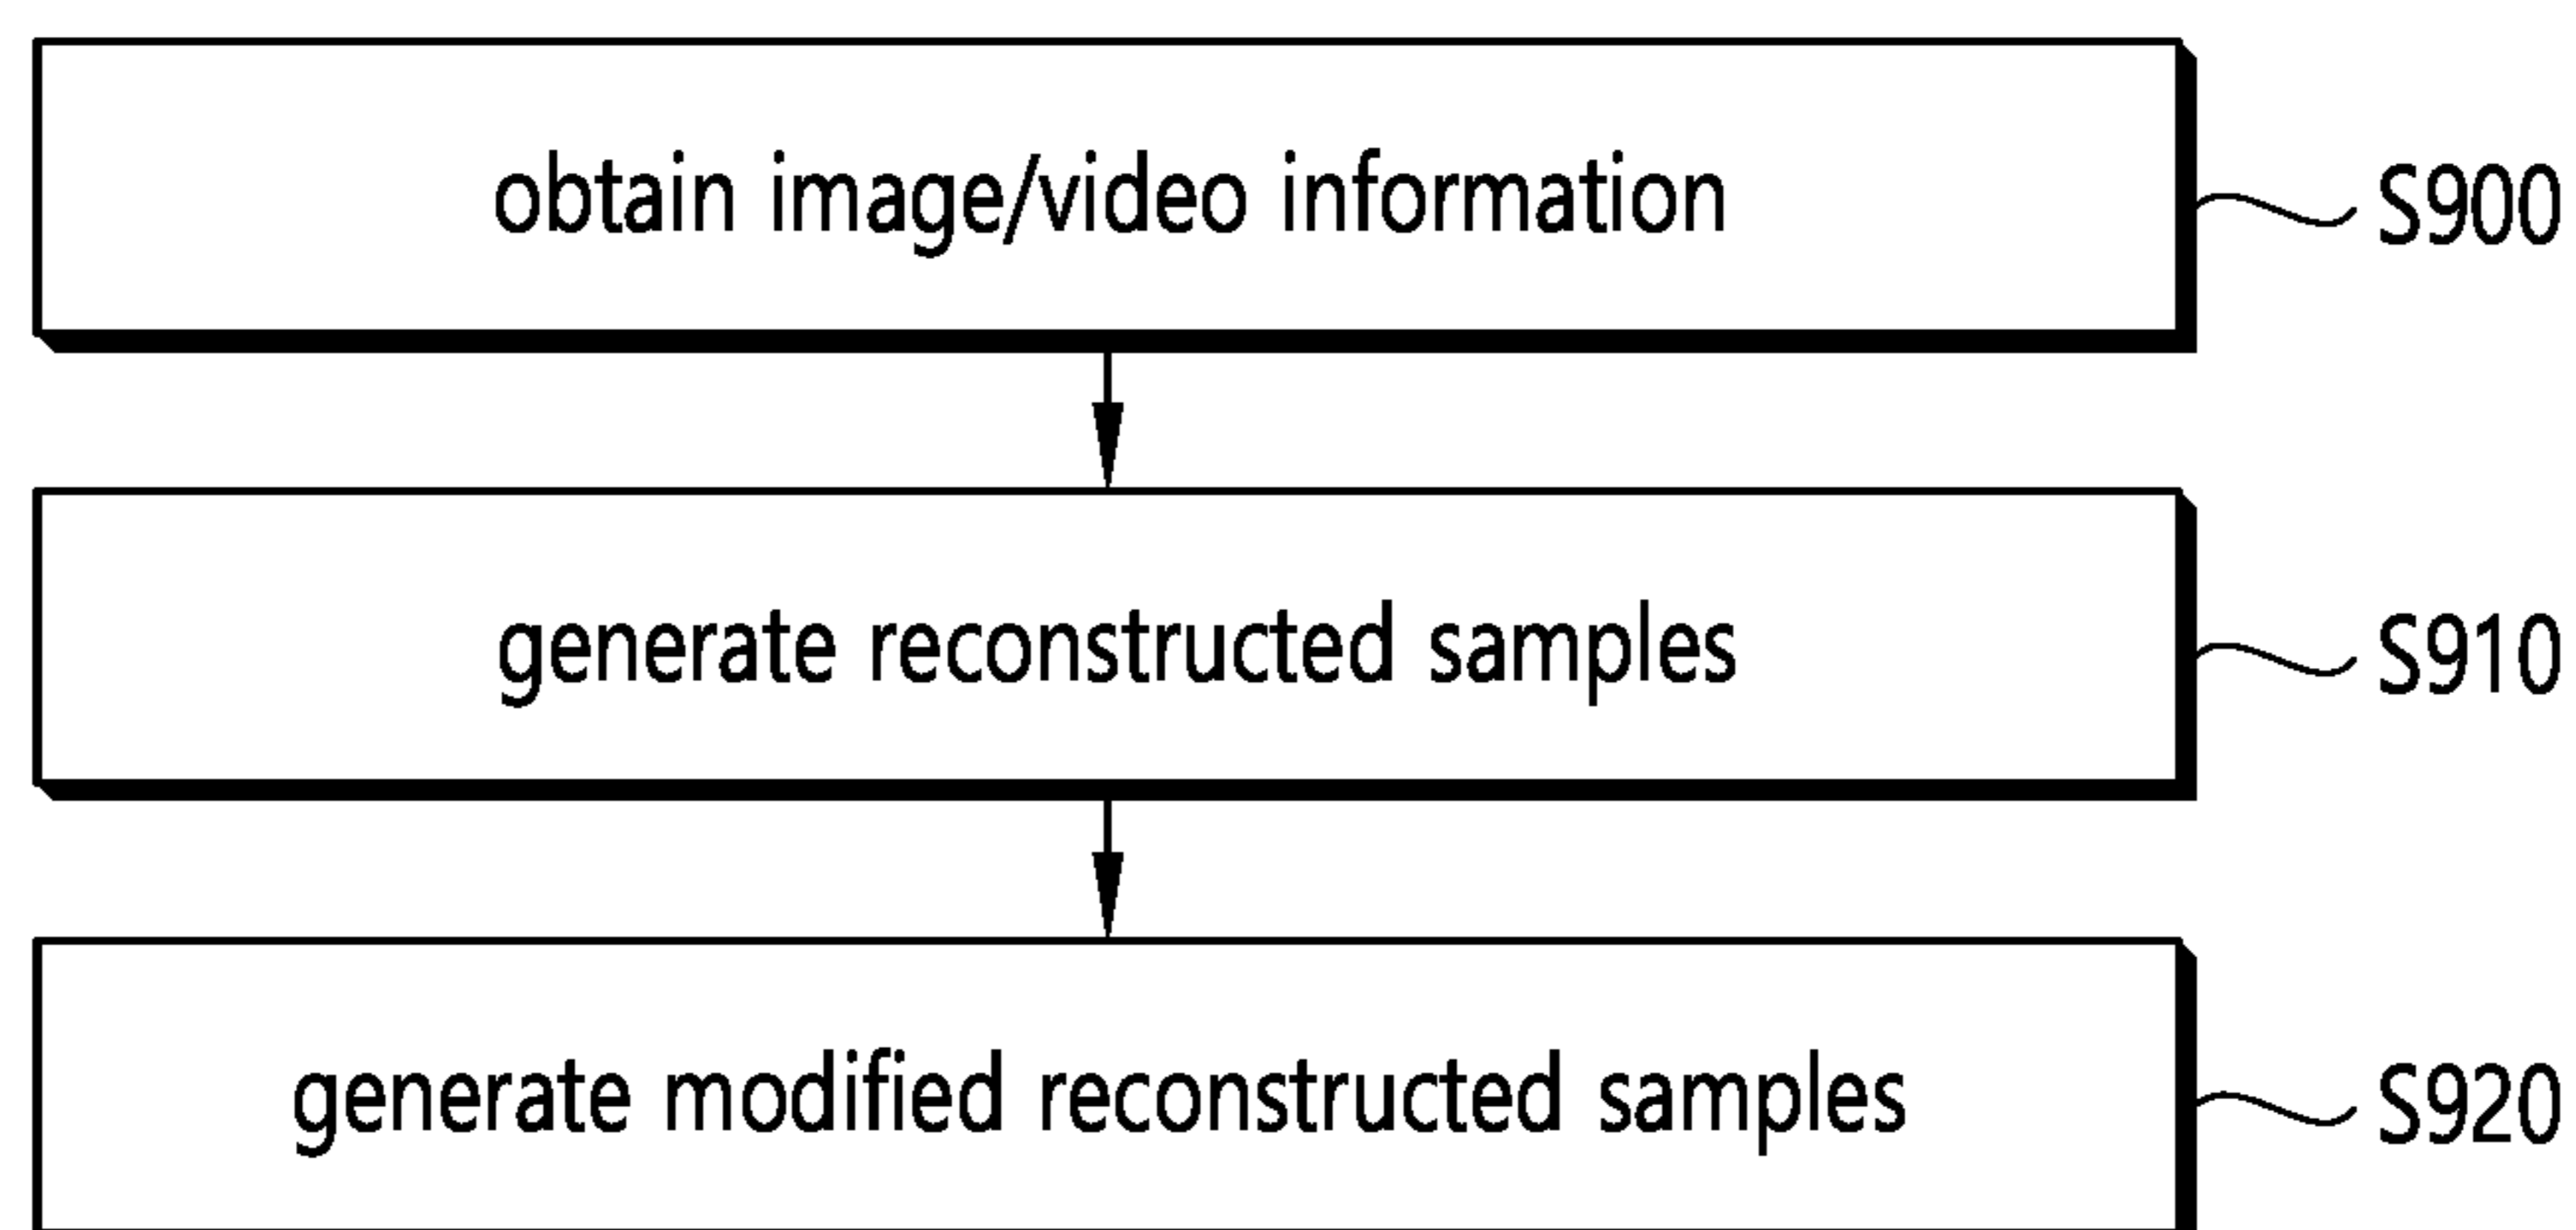 obtain image/video information
S900
generate reconstructed samples
S910
generate modified reconstructed samples
S920